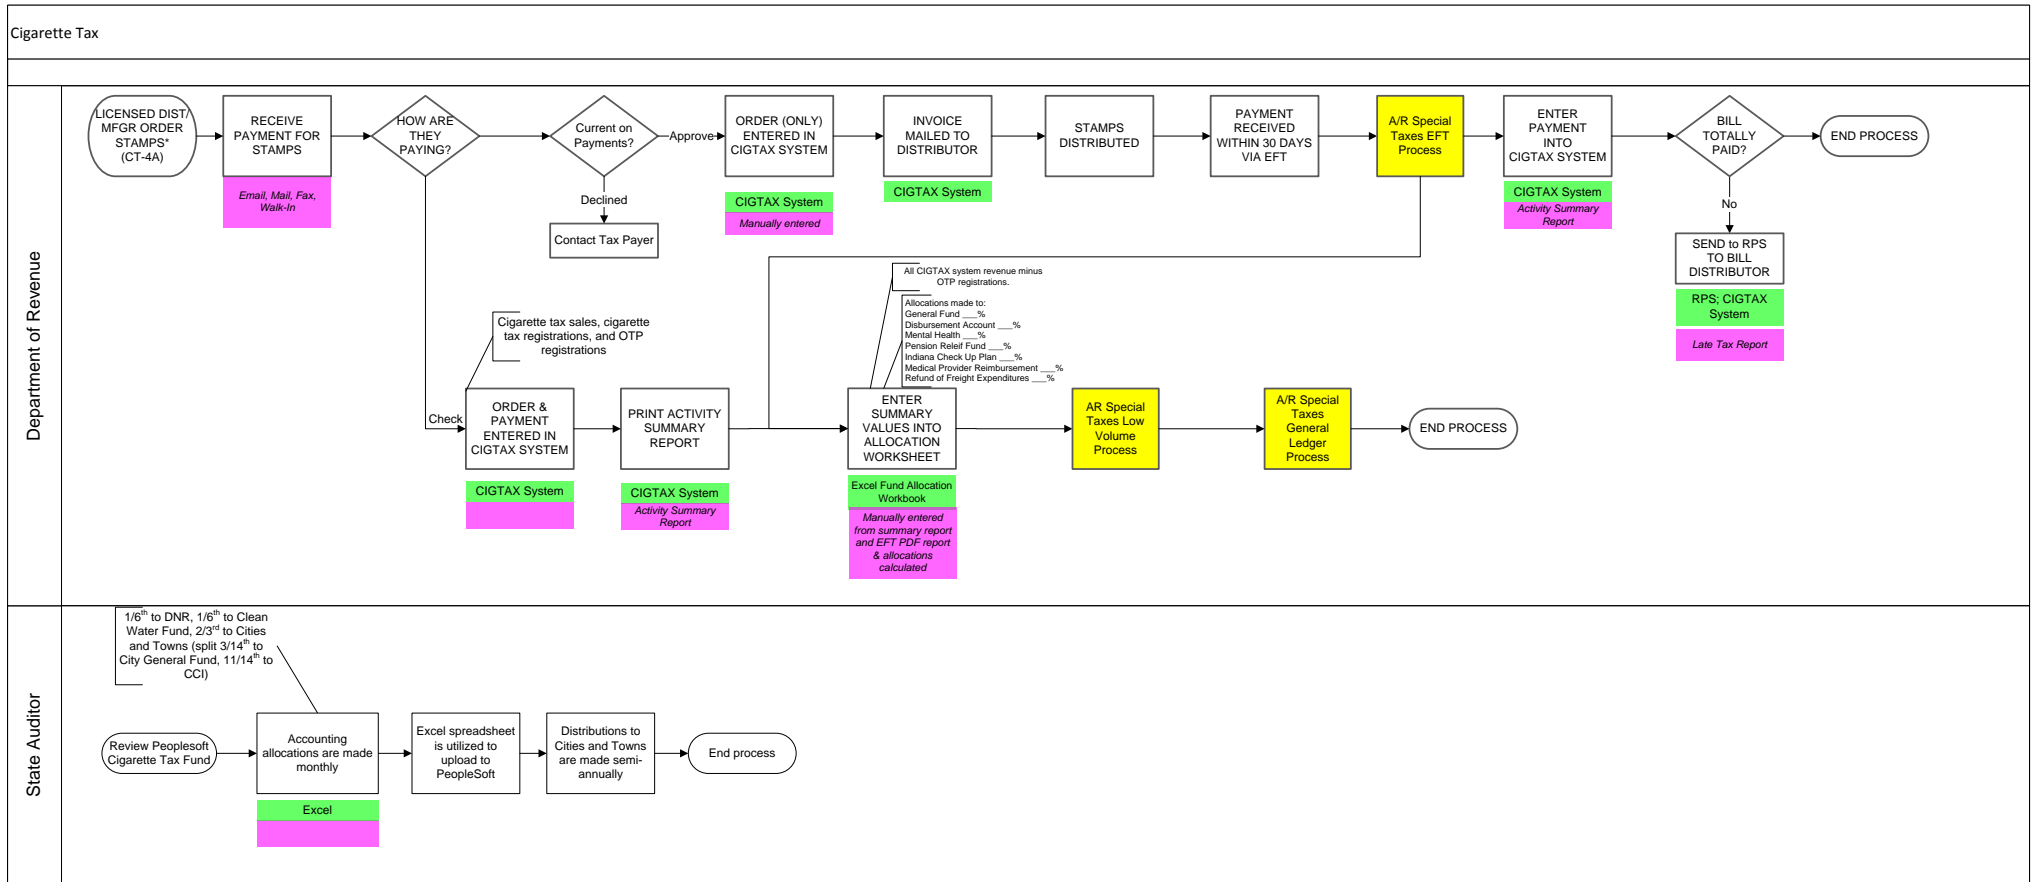 Cigarette Tax
Department of Revenue
LICENSED DIST/
MFGR ORDER
STAMPS*
(CT-4A)
RECEIVE
PAYMENT FOR
STAMPS
Email, Mail, Fax,
Walk-In
HOW ARE
THEY
PAYING?
Current on
Payments?
Approve
Declined
Contact Tax Payer
ORDER (ONLY)
ENTERED IN
CIGTAX SYSTEM
CIGTAX System
Manually entered
INVOICE
MAILED TO
DISTRIBUTOR
CIGTAX System
STAMPS
DISTRIBUTED
PAYMENT
RECEIVED
WITHIN 30 DAYS
VIA EFT
A/R Special
Taxes EFT
Process
ENTER
PAYMENT
INTO
CIGTAX SYSTEM
CIGTAX System
Activity Summary
Report
BILL
TOTALLY
PAID?
END PROCESS
No
SEND to RPS
TO BILL
DISTRIBUTOR
RPS; CIGTAX
System
Late Tax Report
Check
Cigarette tax sales, cigarette
tax registrations, and OTP
registrations
ORDER &
PAYMENT
ENTERED IN
CIGTAX SYSTEM
CIGTAX System
PRINT ACTIVITY
SUMMARY
REPORT
CIGTAX System
Activity Summary
Report
All CIGTAX system revenue minus
OTP registrations.
Allocations made to:
General Fund ___%
Disbursement Account ___%
Mental Health ___%
Pension Releif Fund ___%
Indiana Check Up Plan ___%
Medical Provider Reimbursement ___%
Refund of Freight Expenditures ___%
ENTER
SUMMARY
VALUES INTO
ALLOCATION
WORKSHEET
Excel Fund Allocation
Workbook
Manually entered
from summary report
and EFT PDF report
& allocations
calculated
AR Special
Taxes Low
Volume
Process
A/R Special
Taxes
General
Ledger
Process
END PROCESS
State Auditor
1/6th to DNR, 1/6th to Clean
Water Fund, 2/3rd to Cities
and Towns (split 3/14th to
City General Fund, 11/14th to
CCI)
Review Peoplesoft
Cigarette Tax Fund
Accounting
allocations are made
monthly
Excel
Excel spreadsheet
is utilized to
upload to
PeopleSoft
Distributions to
Cities and Towns
are made semi-
annually
End process